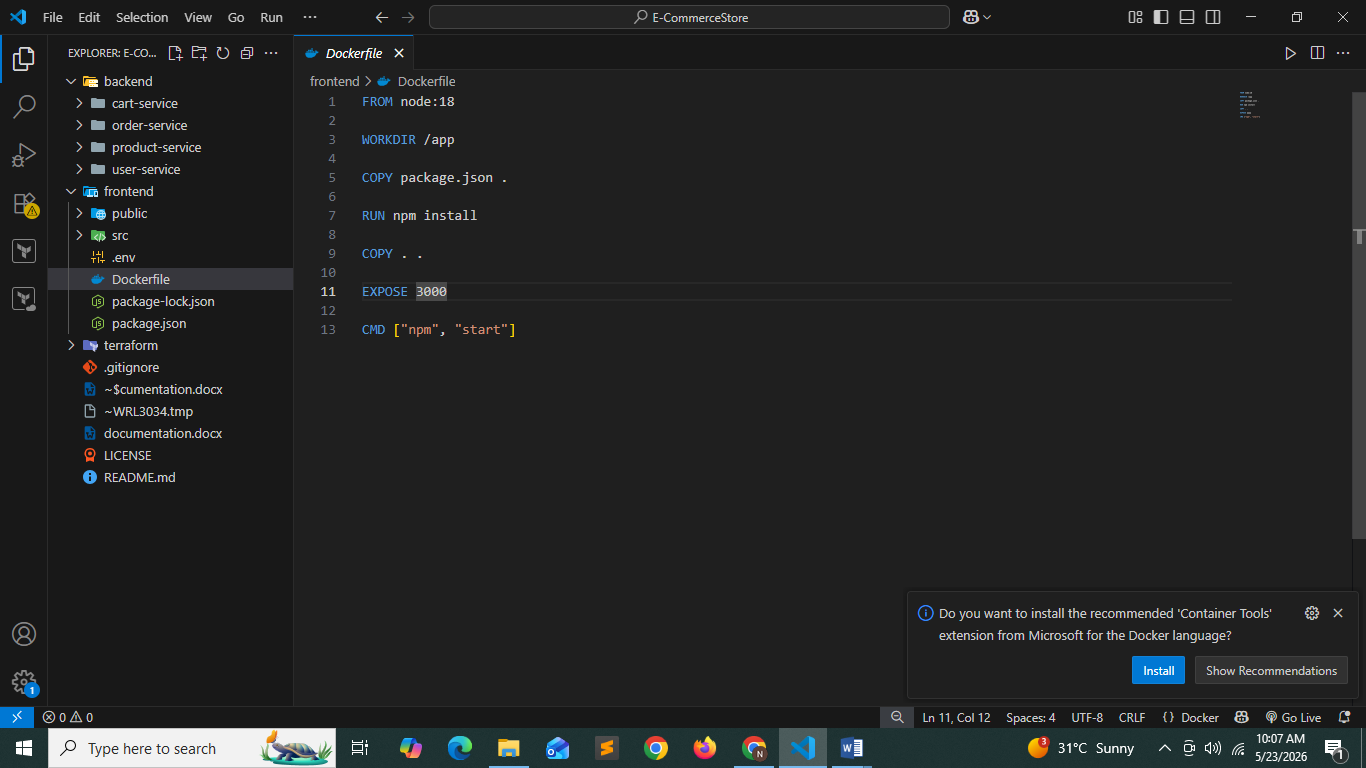 File Edit Selection View Go Run ···
E-CommerceStore
EXPLORER: E-CO...
Dockerfile
frontend > Dockerfile
backend
cart-service
order-service
product-service
user-service
frontend
public
src
.env
Dockerfile
package-lock.json
package.json
terraform
.gitignore
~$cumentation.docx
~WRL3034.tmp
documentation.docx
LICENSE
README.md
1 FROM node:18
2
3 WORKDIR /app
4
5 COPY package.json .
6
7 RUN npm install
8
9 COPY . .
10
11 EXPOSE 3000
12
13 CMD ["npm", "start"]
Do you want to install the recommended 'Container Tools'
extension from Microsoft for the Docker language?
Install Show Recommendations
1
0 0 Ln 11, Col 12 Spaces: 4 UTF-8 CRLF {} Docker Go Live
Type here to search
3 31°C Sunny
10:07 AM
5/23/2026
1